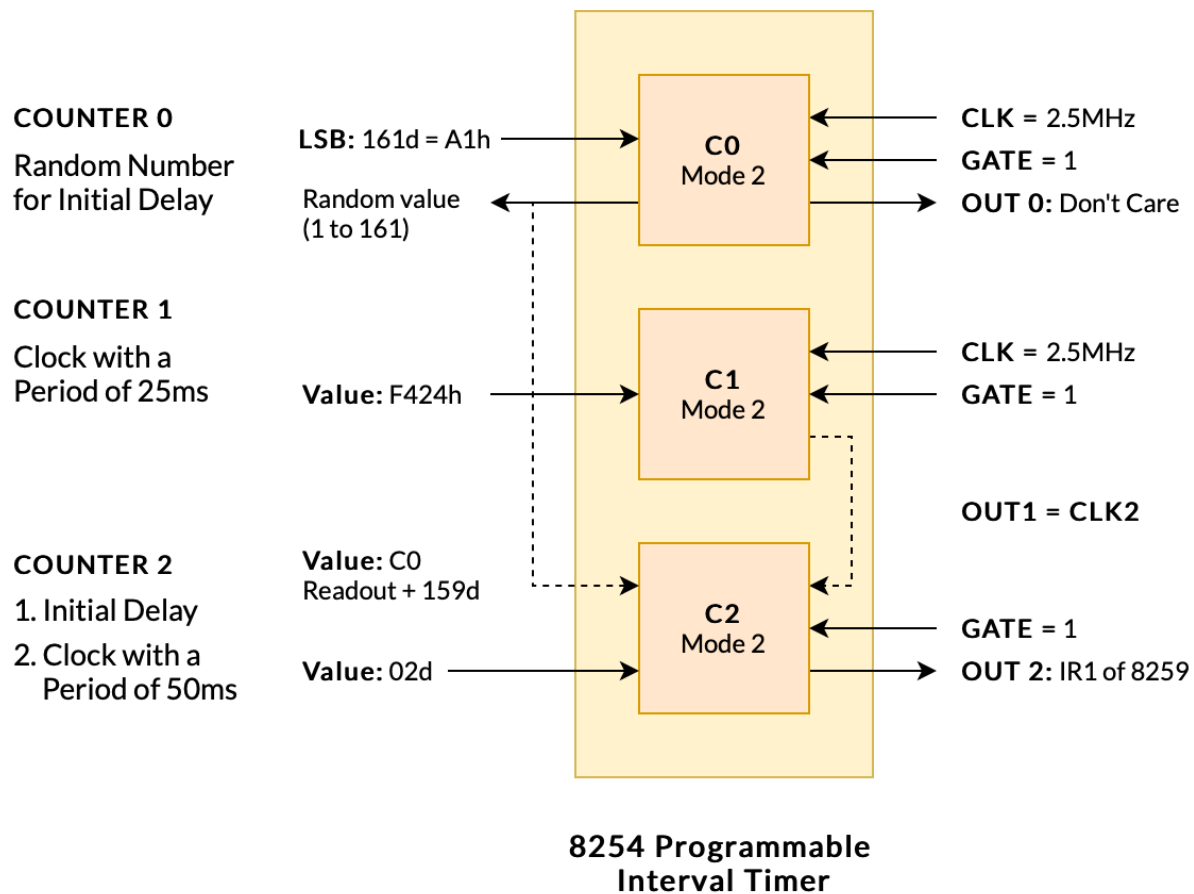 COUNTER 0
Random Number
for Initial Delay
LSB: 161d = A1h
Random value
(1 to 161)
C0
Mode 2
CLK = 2.5MHz
GATE = 1
OUT 0: Don't Care
COUNTER 1
Clock with a
Period of 25ms
Value: F424h
C1
Mode 2
CLK = 2.5MHz
GATE = 1
OUT1 = CLK2
COUNTER 2
1. Initial Delay
2. Clock with a
Period of 50ms
Value: C0
Readout + 159d
Value: 02d
C2
Mode 2
GATE = 1
OUT 2: IR1 of 8259
8254 Programmable
Interval Timer